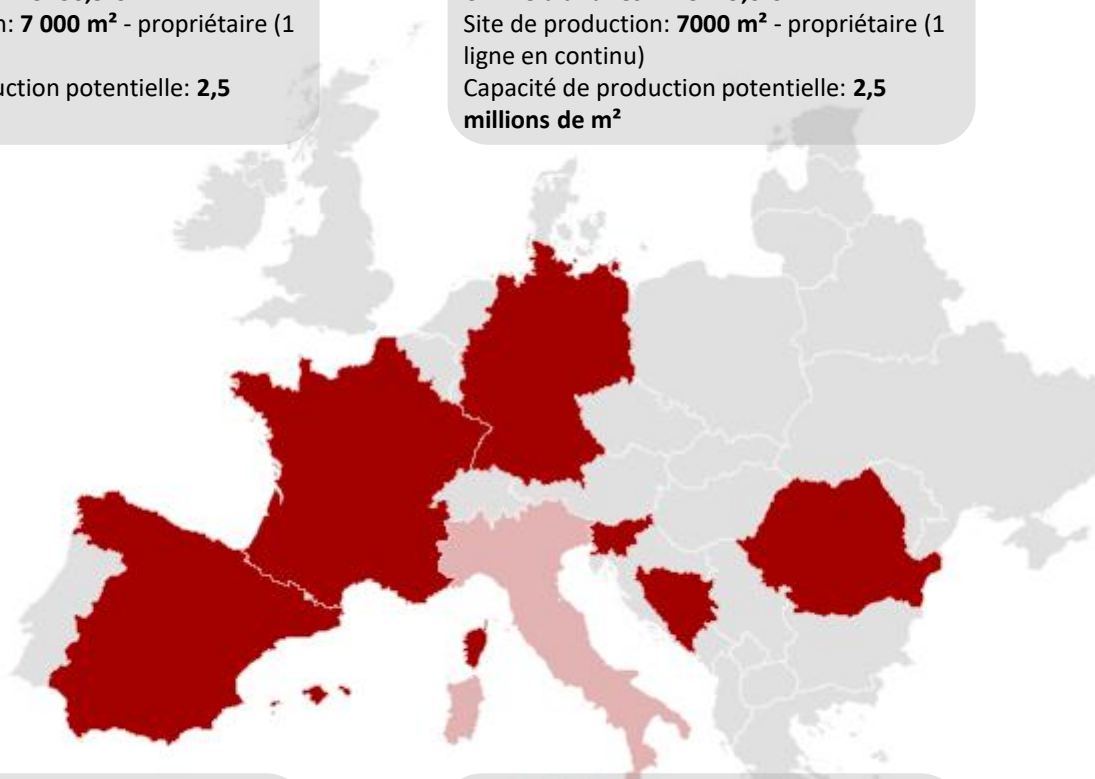 n: 7 000 m² - propriétaire (1
uction potentielle: 2,5
Site de production: 7000 m² - propriétaire (1
ligne en continu)
Capacité de production potentielle: 2,5
millions de m²